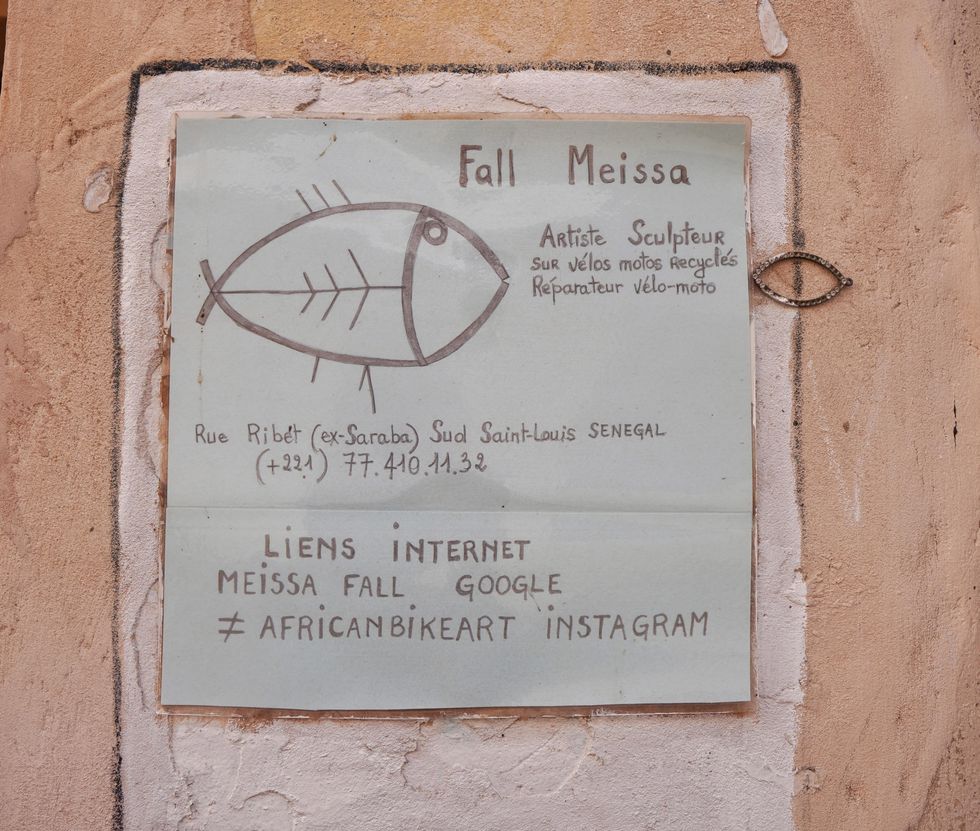 Fall Meissa
Artiste Sculpteur
sur vélos motos Recyclés
Réparateur vélo-moto
Rue Ribét (ex-Saraba) Sud Saint-Louis SENEGAL
(+221) 77.410.11.32
LiENS iNTERNET
MEiSSA FALL GOOGLE
≠ AFRiCANBiKEART iNSTAGRAM